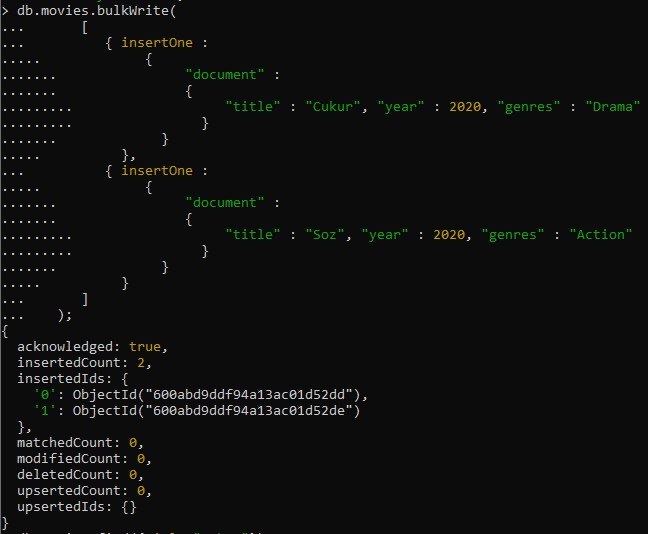 > db.movies.bulkWrite(
...       [
...          { insertOne :
.....            {
.......               "document" :
.......               {
.........                  "title" : "Cukur", "year" : 2020, "genres" : "Drama"
.........               }
.......            }
.....         },
...          { insertOne :
.....            {
.......               "document" :
.......               {
.........                  "title" : "Soz", "year" : 2020, "genres" : "Action"
.........               }
.......            }
.....         }
...       ]
...    );
{
  acknowledged: true,
  insertedCount: 2,
  insertedIds: {
    '0': ObjectId("600abd9ddf94a13ac01d52dd"),
    '1': ObjectId("600abd9ddf94a13ac01d52de")
  },
  matchedCount: 0,
  modifiedCount: 0,
  deletedCount: 0,
  upsertedCount: 0,
  upsertedIds: {}
}